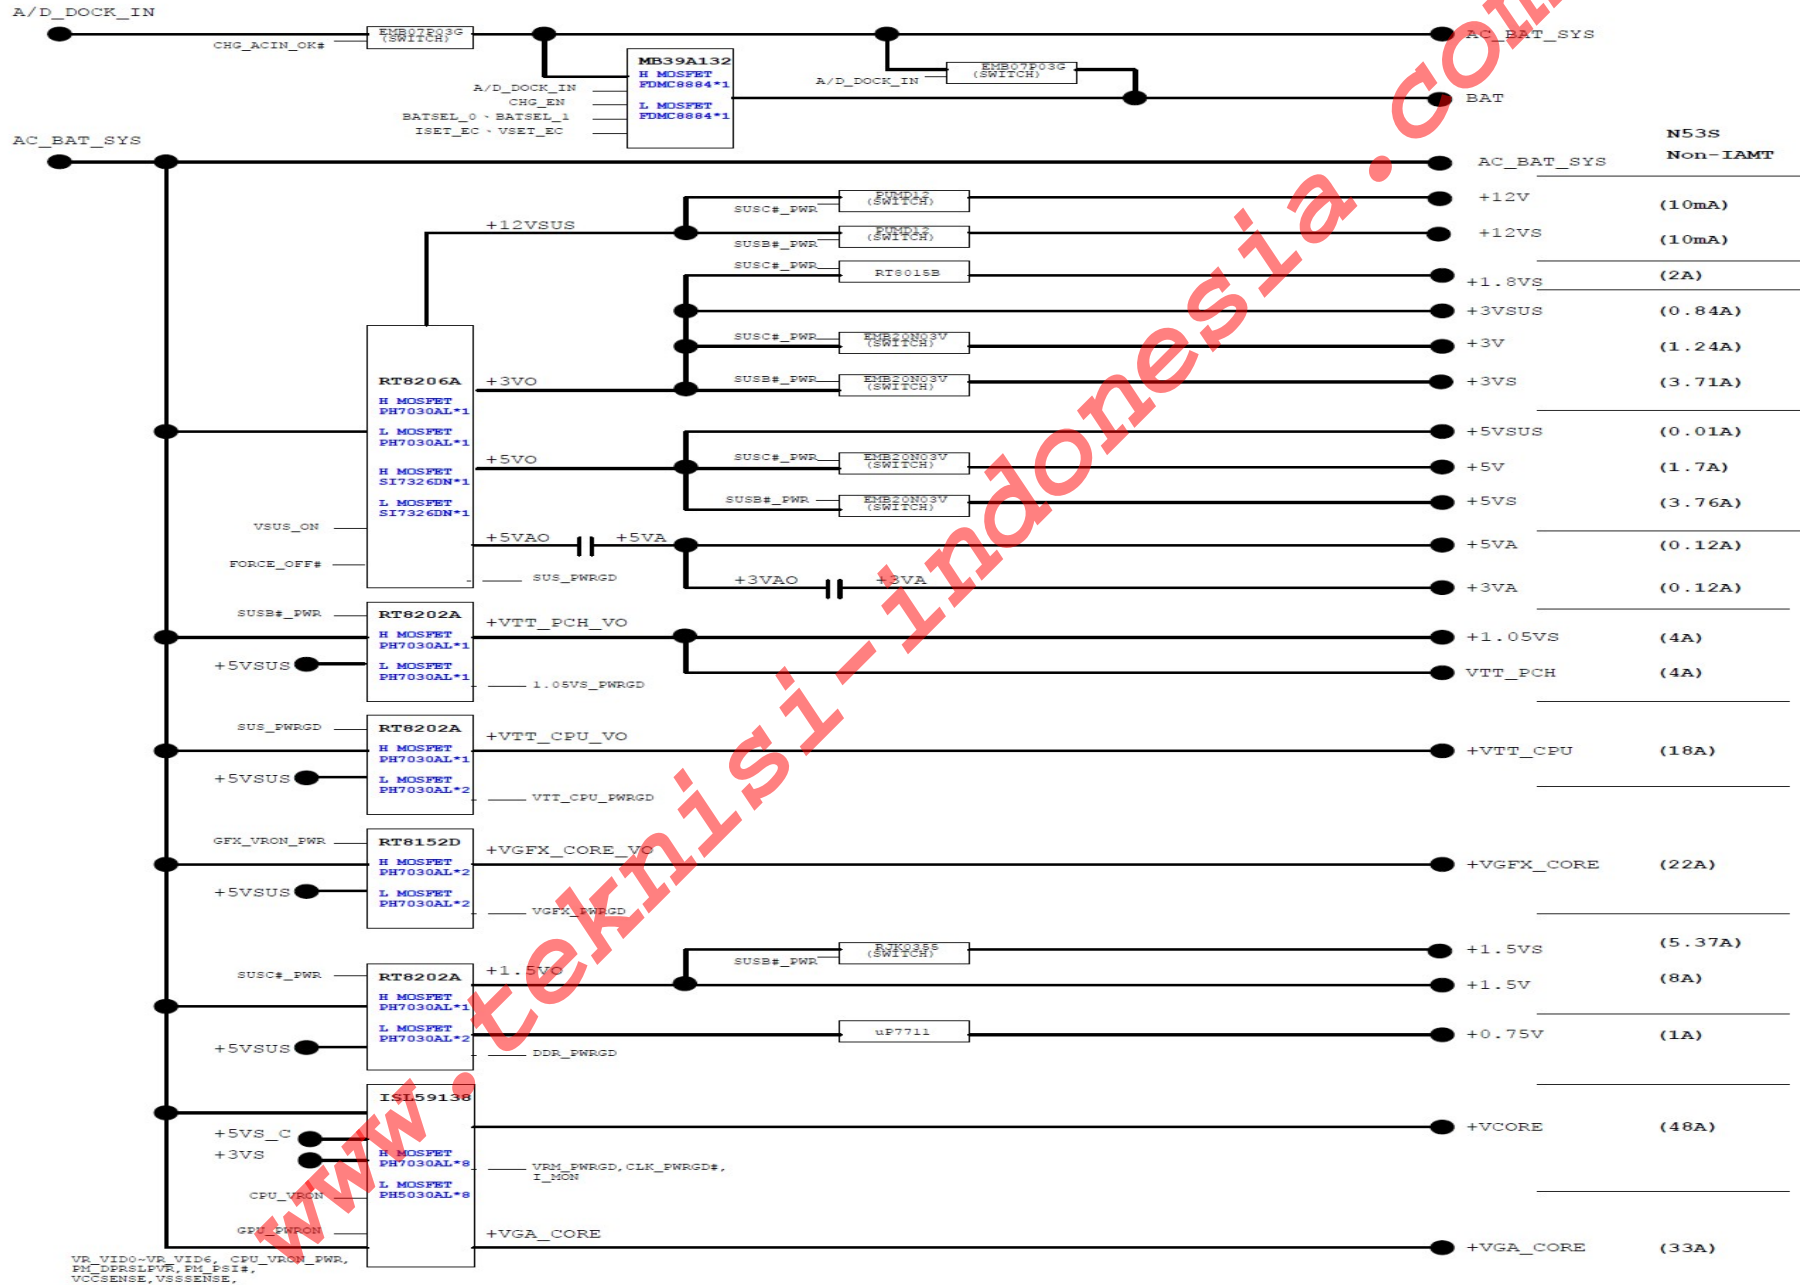 A/D_DOCK_IN
CHG_ACIN_OK#
EMB07P03G
(SWITCH)
AC_BAT_SYS
MB39A132
H MOSFET
FDMC8884*1
L MOSFET
FDMC8884*1
A/D_DOCK_IN
CHG_EN
BATSEL_0、BATSEL_1
ISET_EC、VSET_EC
A/D_DOCK_IN
EMB07P03G
(SWITCH)
BAT
N53S
Non-IAMT
AC_BAT_SYS
AC_BAT_SYS
+12VSUS
SUSC#_PWR
PUMD12
(SWITCH)
+12V
(10mA)
SUSB#_PWR
PUMD12
(SWITCH)
+12VS
(10mA)
SUSC#_PWR
RT8015B
+1.8VS
(2A)
+3VSUS
(0.84A)
SUSC#_PWR
EMB20N03V
(SWITCH)
+3V
(1.24A)
RT8206A
H MOSFET
PH7030AL*1
L MOSFET
PH7030AL*1
H MOSFET
SI7326DN*1
L MOSFET
SI7326DN*1
+3VO
SUSB#_PWR
EMB20N03V
(SWITCH)
+3VS
(3.71A)
+5VSUS
(0.01A)
+5VO
SUSC#_PWR
EMB20N03V
(SWITCH)
+5V
(1.7A)
SUSB#_PWR
EMB20N03V
(SWITCH)
+5VS
(3.76A)
VSUS_ON
FORCE_OFF#
+5VAO
+5VA
+5VA
(0.12A)
SUS_PWRGD
+3VAO
+3VA
+3VA
(0.12A)
SUSB#_PWR
+5VSUS
RT8202A
H MOSFET
PH7030AL*1
L MOSFET
PH7030AL*1
+VTT_PCH_VO
1.05VS_PWRGD
+1.05VS
(4A)
VTT_PCH
(4A)
SUS_PWRGD
+5VSUS
RT8202A
H MOSFET
PH7030AL*1
L MOSFET
PH7030AL*2
+VTT_CPU_VO
VTT_CPU_PWRGD
+VTT_CPU
(18A)
GFX_VRON_PWR
+5VSUS
RT8152D
H MOSFET
PH7030AL*2
L MOSFET
PH7030AL*2
+VGFX_CORE_VO
VGFX_PWRGD
+VGFX_CORE
(22A)
SUSC#_PWR
+5VSUS
RT8202A
H MOSFET
PH7030AL*1
L MOSFET
PH7030AL*2
+1.5VO
DDR_PWRGD
SUSB#_PWR
RJK0355
(SWITCH)
+1.5VS
(5.37A)
+1.5V
(8A)
uP7711
+0.75V
(1A)
ISL59138
H MOSFET
PH7030AL*8
L MOSFET
PH5030AL*8
+5VS_C
+3VS
CPU_VRON
GPU_PWRON
VRM_PWRGD,CLK_PWRGD#,
I_MON
+VCORE
(48A)
+VGA_CORE
+VGA_CORE
(33A)
VR_VID0~VR_VID6, CPU_VRON_PWR,
PM_DPRSLPVR,PM_PSI#,
VCCSENSE,VSSSENSE,
www.teknisi-indonesia.com